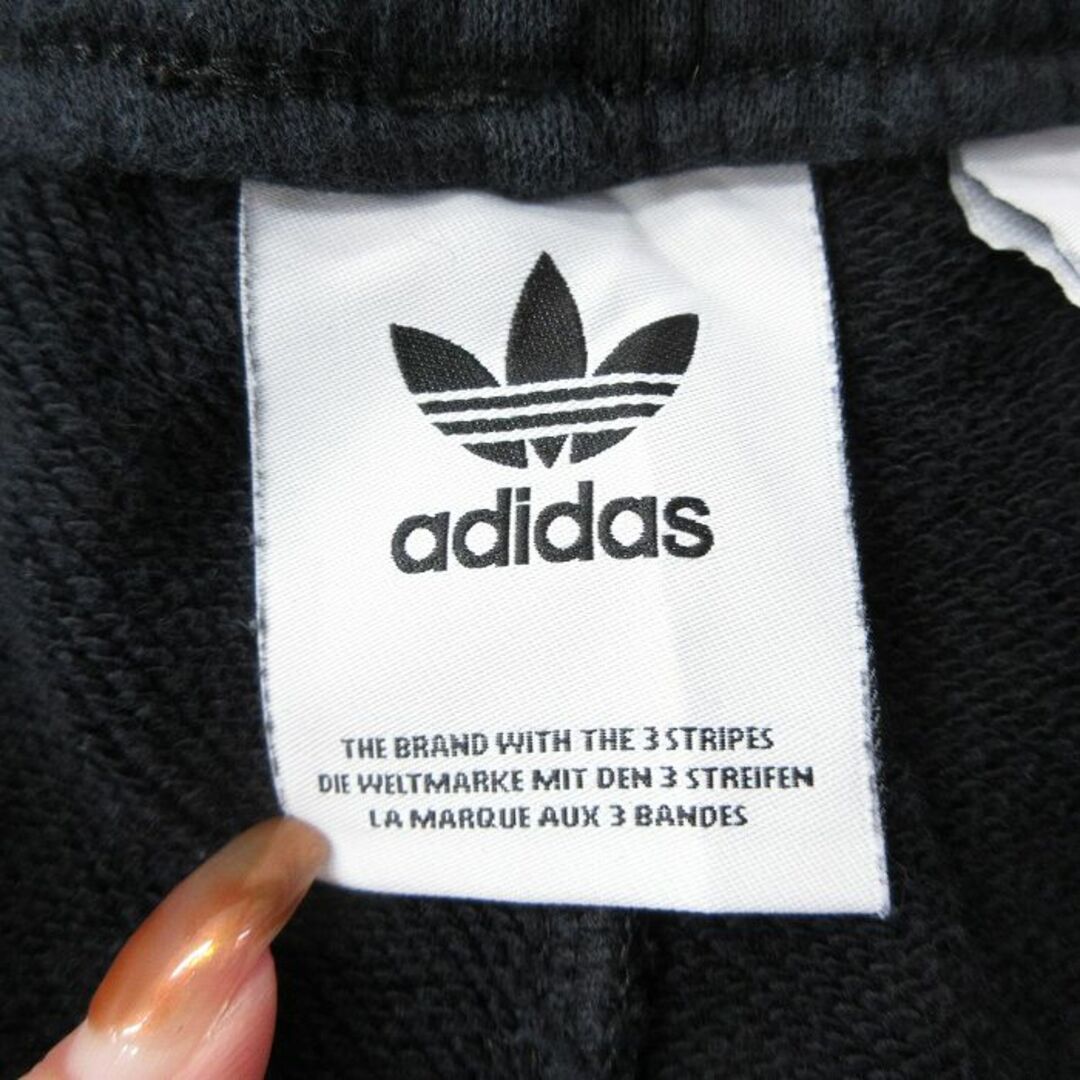 adidas
THE BRAND WITH THE 3 STRIPES
DIE WELTMARKE MIT DEN 3 STREIFEN
LA MARQUE AUX 3 BANDES